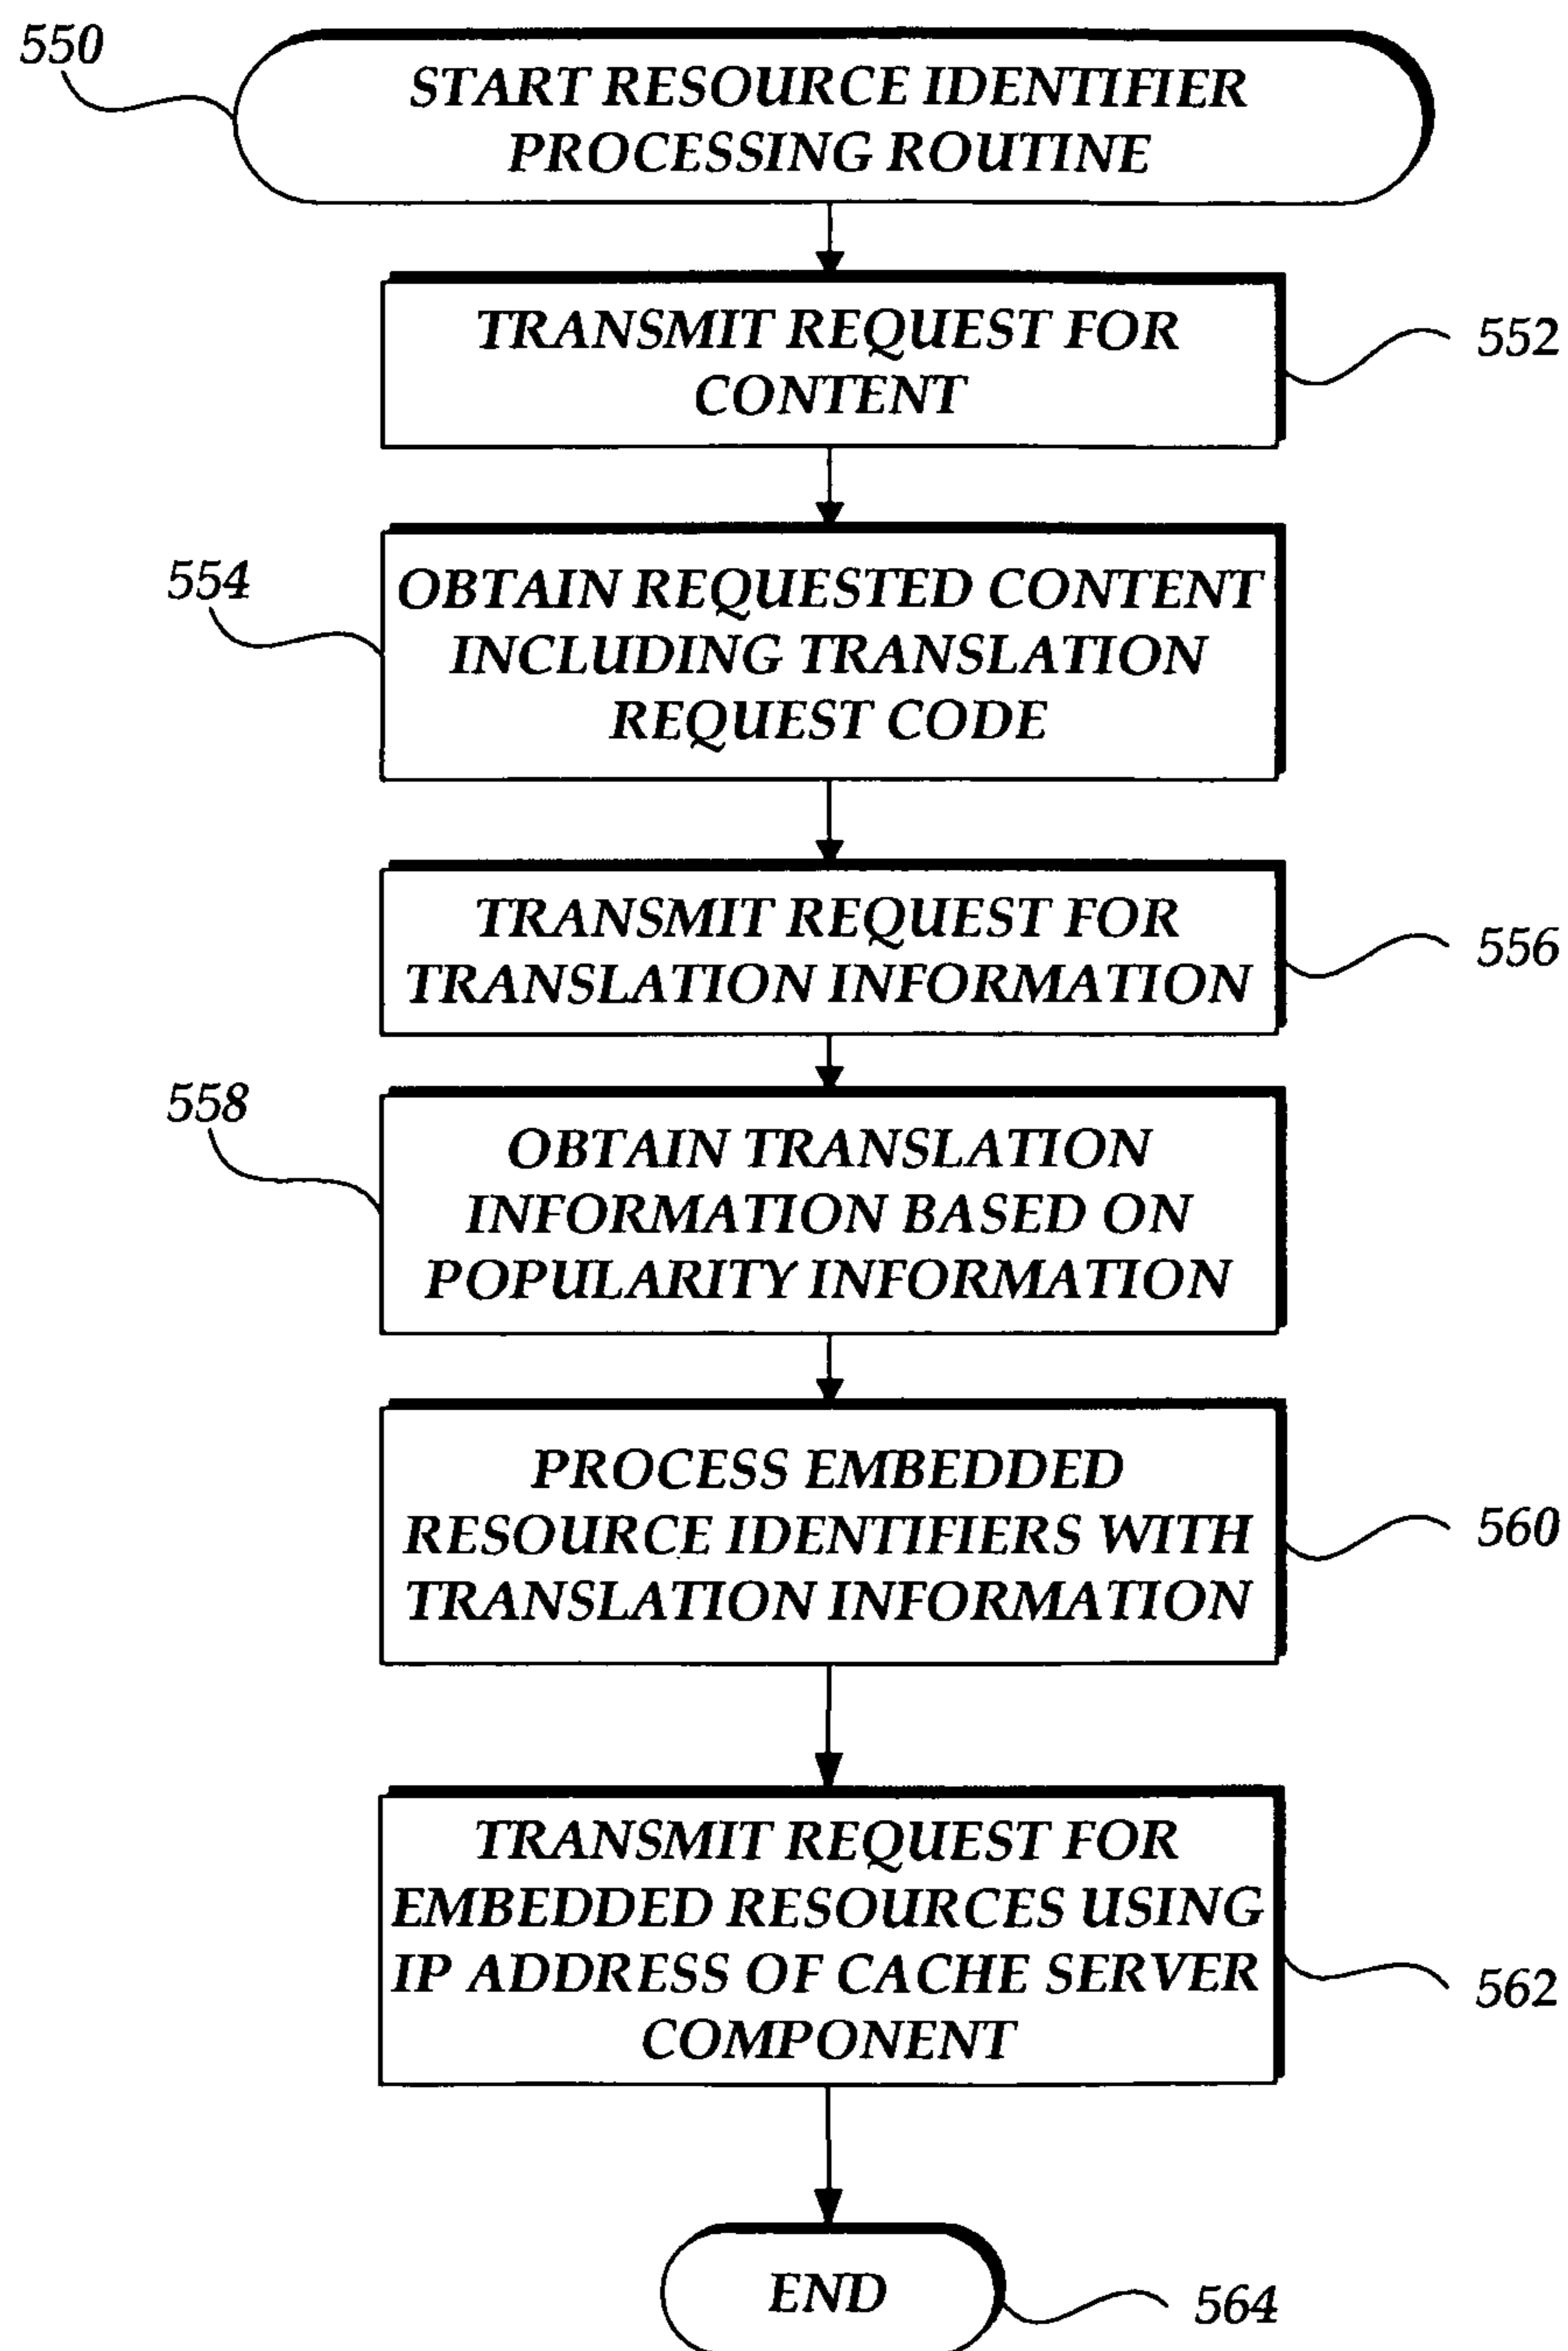 550
START RESOURCE IDENTIFIER
PROCESSING ROUTINE
TRANSMIT REQUEST FOR
CONTENT
552
554
OBTAIN REQUESTED CONTENT
INCLUDING TRANSLATION
REQUEST CODE
TRANSMIT REQUEST FOR
TRANSLATION INFORMATION
556
558
OBTAIN TRANSLATION
INFORMATION BASED ON
POPULARITY INFORMATION
PROCESS EMBEDDED
RESOURCE IDENTIFIERS WITH
TRANSLATION INFORMATION
560
TRANSMIT REQUEST FOR
EMBEDDED RESOURCES USING
IP ADDRESS OF CACHE SERVER
COMPONENT
562
END
564